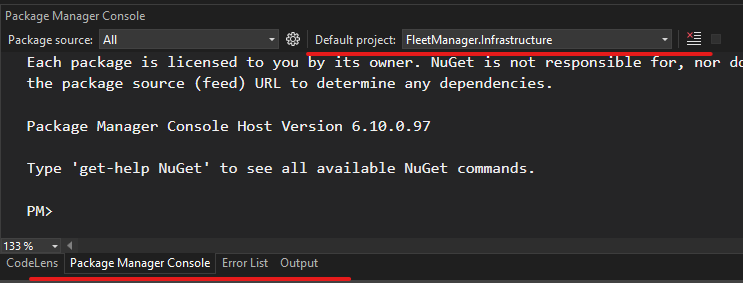 Package Manager Console
Package source: All Default project: FleetManager.Infrastructure
Each package is licensed to you by its owner. NuGet is not responsible for, nor do
the package source (feed) URL to determine any dependencies.
Package Manager Console Host Version 6.10.0.97
Type 'get-help NuGet' to see all available NuGet commands.
PM>
133 %
CodeLens Package Manager Console Error List Output